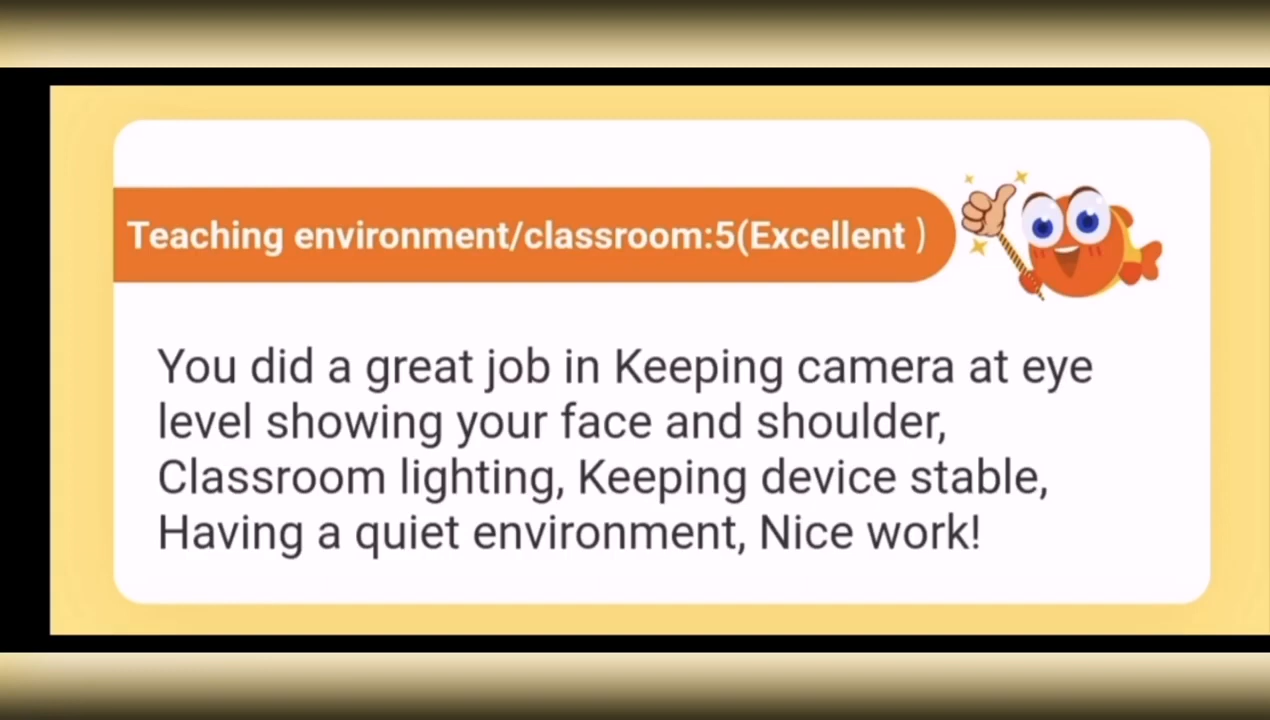 Teaching environment/classroom:5(Excellent )
You did a great job in Keeping camera at eye
level showing your face and shoulder,
Classroom lighting, Keeping device stable,
Having a quiet environment, Nice work!